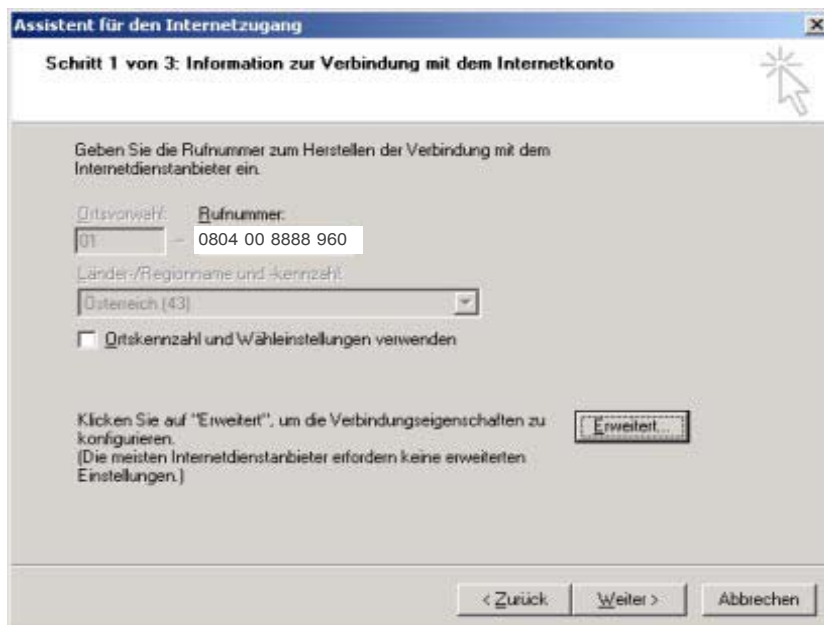 Assistent für den Internetzugang
Schritt 1 von 3: Information zur Verbindung mit dem Internetkonto
Geben Sie die Rufnummer zum Herstellen der Verbindung mit dem
Internetdienstanbieter ein.
Ortsvorwahl: Rufnummer:
01 – 0804 00 8888 960
Länder-/Regionname und -kennzahl:
Österreich (43)
Ortskennzahl und Wähleinstellungen verwenden
Klicken Sie auf "Erweitert", um die Verbindungseigenschaften zu
konfigurieren.
(Die meisten Internetdienstanbieter erfordern keine erweiterten
Einstellungen.)
Erweitert...
< Zurück Weiter > Abbrechen